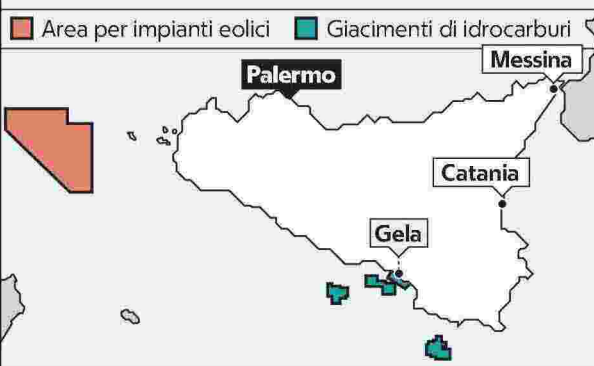 Area per impianti eolici
Giacimenti di idrocarburi
Messina
Palermo
Catania
Gela